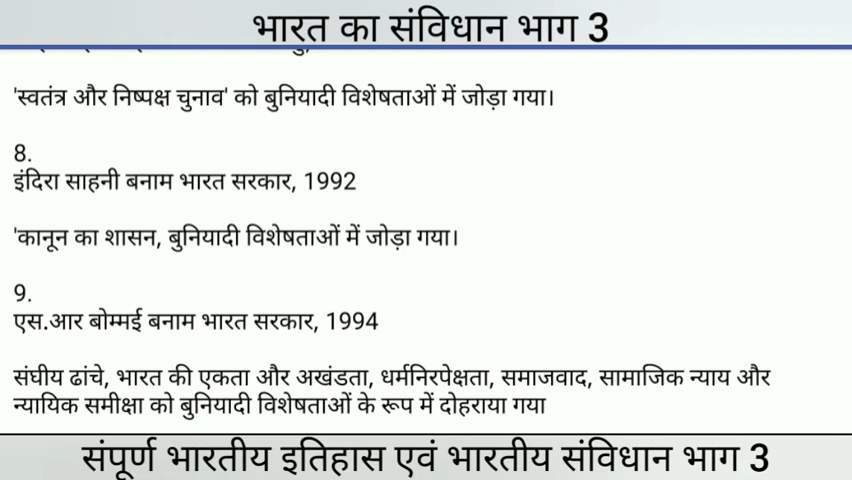 भारत का संविधान भाग 3
'स्वतंत्र और निष्पक्ष चुनाव' को बुनियादी विशेषताओं में जोड़ा गया।
8.
इंदिरा साहनी बनाम भारत सरकार, 1992
'कानून का शासन, बुनियादी विशेषताओं में जोड़ा गया।
9.
एस.आर बोम्मई बनाम भारत सरकार, 1994
संघीय ढांचे, भारत की एकता और अखंडता, धर्मनिरपेक्षता, समाजवाद, सामाजिक न्याय और
न्यायिक समीक्षा को बुनियादी विशेषताओं के रूप में दोहराया गया
संपूर्ण भारतीय इतिहास एवं भारतीय संविधान भाग 3